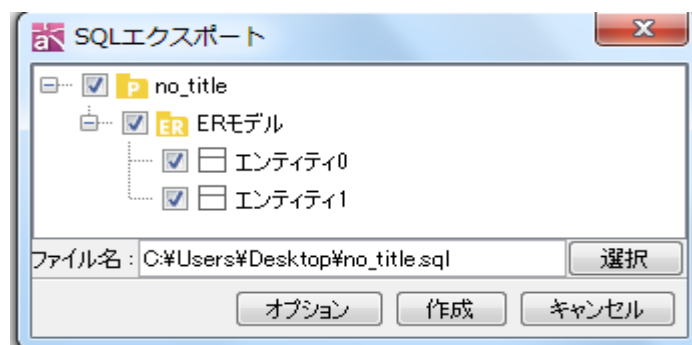 SQLエクスポート
no_title
ERモデル
エンティティ0
エンティティ1
ファイル名 : C:¥Users¥Desktop¥no_title.sql 選択
オプション 作成 キャンセル